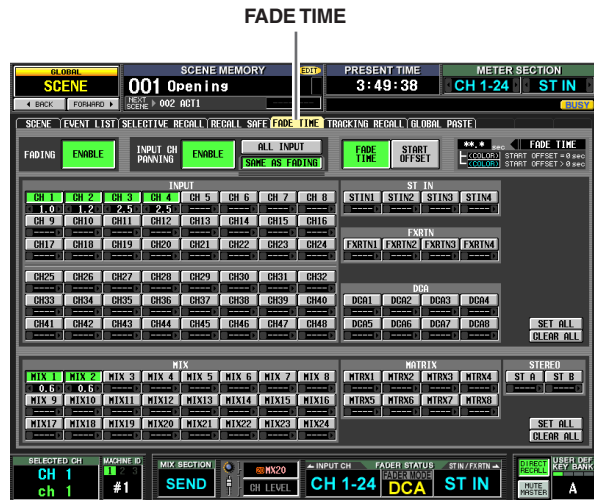 FADE TIME
GLOBAL SCENE MEMORY EDIT PRESENT TIME METER SECTION
SCENE 001 Opening 3:49:38 CH 1-24 ST IN
BACK FORWARD NEXT SCENE 002 ACT1 BUSY
SCENE EVENT LIST SELECTIVE RECALL RECALL SAFE FADE TIME TRACKING RECALL GLOBAL PASTE
FADING ENABLE INPUT CH PANNING ENABLE ALL INPUT SAME AS FADING FADE TIME START OFFSET **.* sec FADE TIME
(COLOR) START OFFSET=0sec
(COLOR) START OFFSET>0sec
INPUT ST IN
CH 1 CH 2 CH 3 CH 4 CH 5 CH 6 CH 7 CH 8 STIN1 STIN2 STIN3 STIN4
1.0 1.2 2.5 2.5 ---- ---- ---- ---- ---- ---- ---- ----
CH 9 CH10 CH11 CH12 CH13 CH14 CH15 CH16
---- ---- ---- ---- ---- ---- ---- ----
FXRTN
CH17 CH18 CH19 CH20 CH21 CH22 CH23 CH24 FXRTN1 FXRTN2 FXRTN3 FXRTN4
---- ---- ---- ---- ---- ---- ---- ---- ---- ---- ---- ----
CH25 CH26 CH27 CH28 CH29 CH30 CH31 CH32
---- ---- ---- ---- ---- ---- ---- ----
DCA
CH33 CH34 CH35 CH36 CH37 CH38 CH39 CH40 DCA1 DCA2 DCA3 DCA4
---- ---- ---- ---- ---- ---- ---- ---- ---- ---- ---- ----
CH41 CH42 CH43 CH44 CH45 CH46 CH47 CH48 DCA5 DCA6 DCA7 DCA8 SET ALL
---- ---- ---- ---- ---- ---- ---- ---- ---- ---- ---- ---- CLEAR ALL
MIX MATRIX STEREO
MIX 1 MIX 2 MIX 3 MIX 4 MIX 5 MIX 6 MIX 7 MIX 8 MTRX1 MTRX2 MTRX3 MTRX4 ST A ST B
0.6 0.6 ---- ---- ---- ---- ---- ---- ---- ---- ---- ---- ---- ----
MIX 9 MIX10 MIX11 MIX12 MIX13 MIX14 MIX15 MIX16 MTRX5 MTRX6 MTRX7 MTRX8
---- ---- ---- ---- ---- ---- ---- ---- ---- ---- ---- ----
MIX17 MIX18 MIX19 MIX20 MIX21 MIX22 MIX23 MIX24 SET ALL
---- ---- ---- ---- ---- ---- ---- ---- CLEAR ALL
SELECTED CH MACHINE ID MIX SECTION MX20 INPUT CH FADER STATUS STIN/FXRTN DIRECT RECALL USER DEF KEY BANK
CH 1 1 2 3 SEND CH LEVEL CH 1-24 FADER MODE ST IN
ch 1 #1 DCA MUTE MASTER A